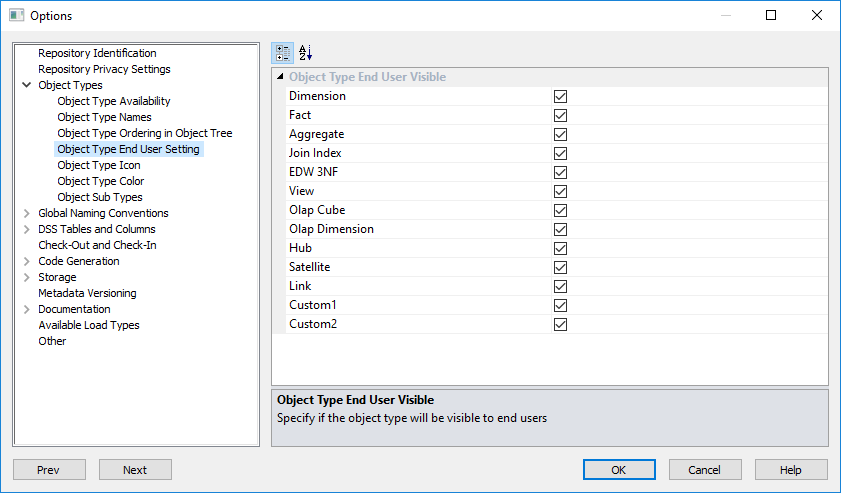 Options
Repository Identification
Repository Privacy Settings
Object Types
Object Type Availability
Object Type Names
Object Type Ordering in Object Tree
Object Type End User Setting
Object Type Icon
Object Type Color
Object Sub Types
Global Naming Conventions
DSS Tables and Columns
Check-Out and Check-In
Code Generation
Storage
Metadata Versioning
Documentation
Available Load Types
Other
A
Z
Object Type End User Visible
Dimension
Fact
Aggregate
Join Index
EDW 3NF
View
Olap Cube
Olap Dimension
Hub
Satellite
Link
Custom1
Custom2
Object Type End User Visible
Specify if the object type will be visible to end users
Prev
Next
OK
Cancel
Help